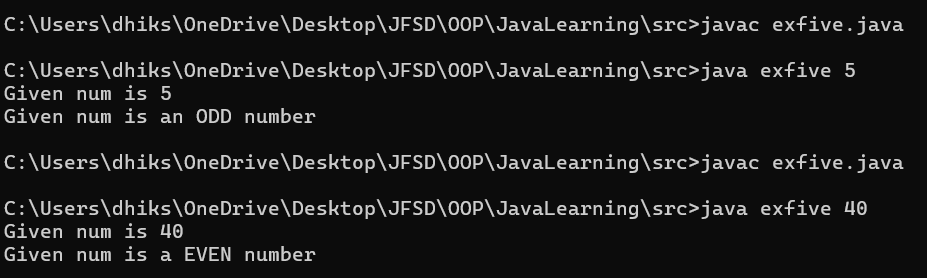 C:\Users\dhiks\OneDrive\Desktop\JFSD\OOP\JavaLearning\src>javac exfive.java
C:\Users\dhiks\OneDrive\Desktop\JFSD\OOP\JavaLearning\src>java exfive 5
Given num is 5
Given num is an ODD number
C:\Users\dhiks\OneDrive\Desktop\JFSD\OOP\JavaLearning\src>javac exfive.java
C:\Users\dhiks\OneDrive\Desktop\JFSD\OOP\JavaLearning\src>java exfive 40
Given num is 40
Given num is a EVEN number